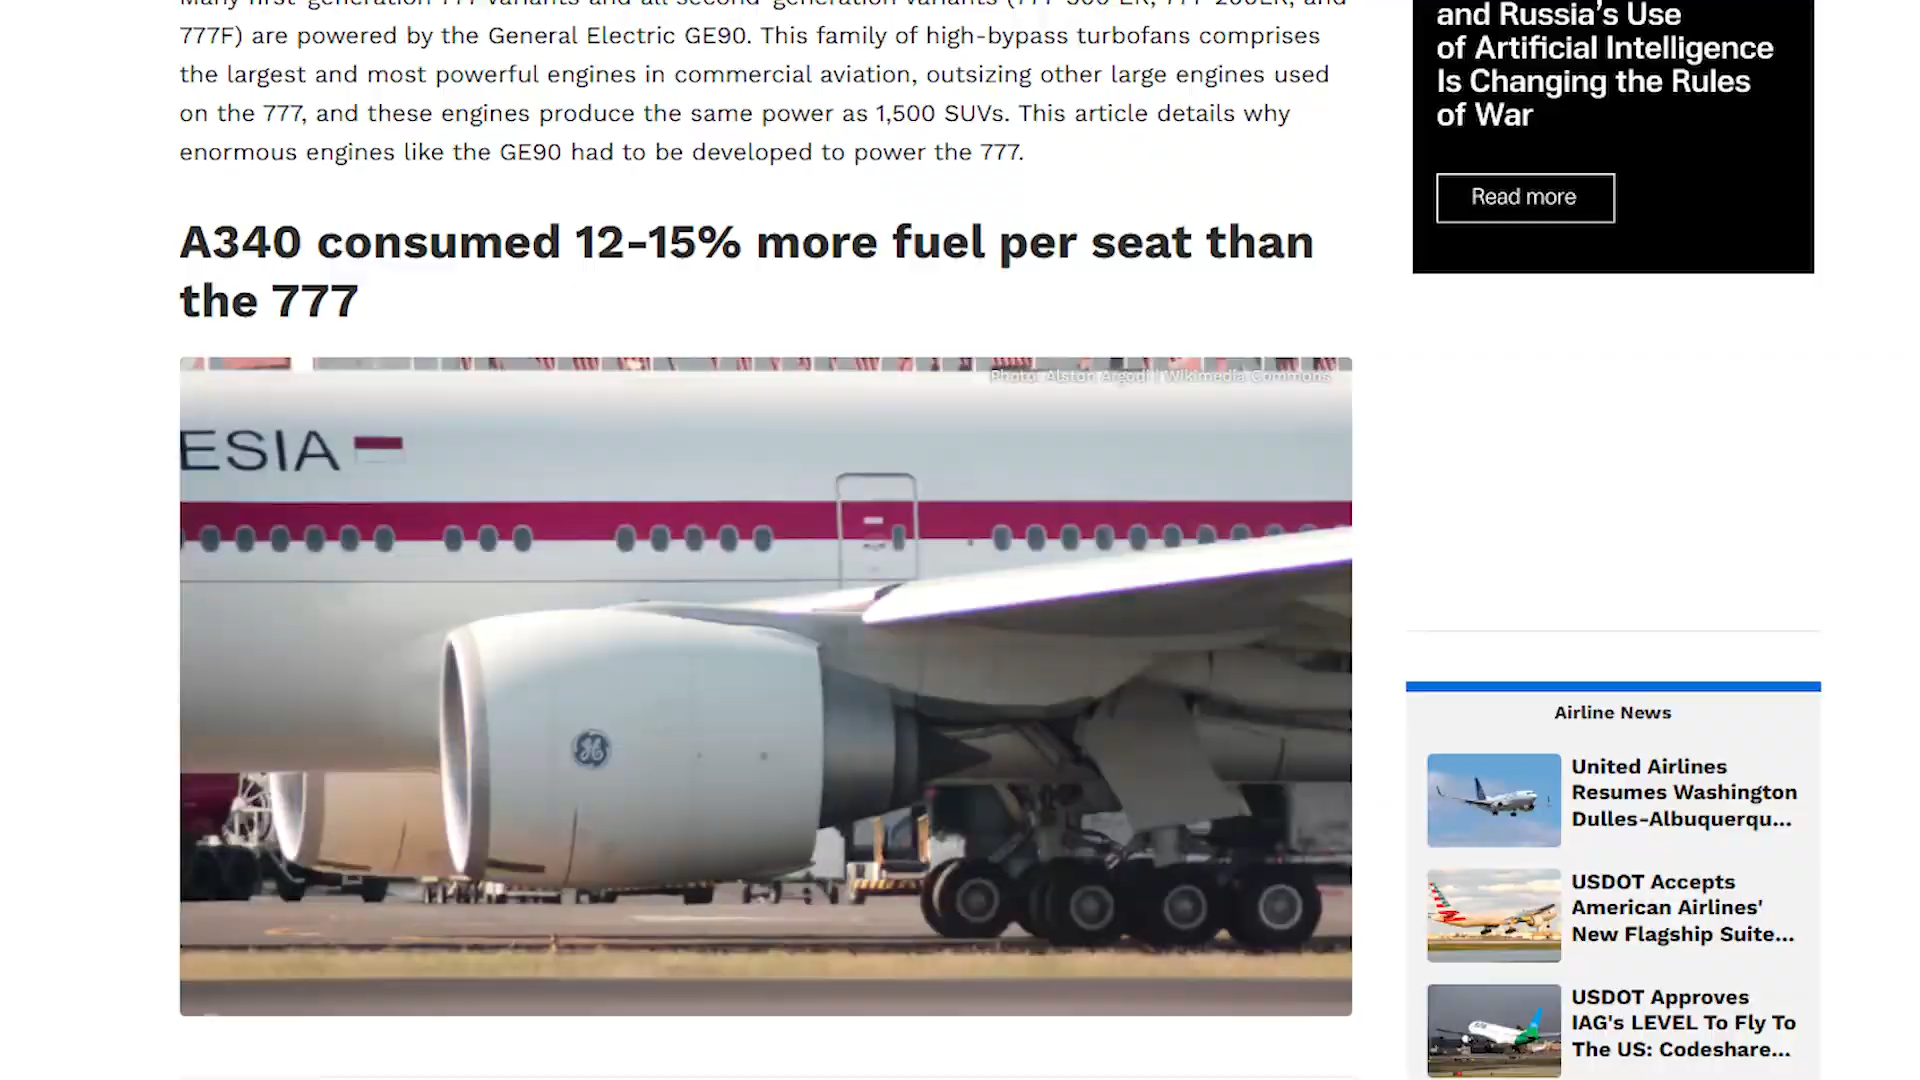 Many first-generation 777 variants and all second-generation variants (777-300ER, 777-200LR, and
777F) are powered by the General Electric GE90. This family of high-bypass turbofans comprises
the largest and most powerful engines in commercial aviation, outsizing other large engines used
on the 777, and these engines produce the same power as 1,500 SUVs. This article details why
enormous engines like the GE90 had to be developed to power the 777.
A340 consumed 12-15% more fuel per seat than
the 777
Photo: Alston Argodi | Wikimedia Commons
ESIA
GE
and Russia's Use
of Artificial Intelligence
Is Changing the Rules
of War
Read more
Airline News
United Airlines
Resumes Washington
Dulles-Albuquerqu...
USDOT Accepts
American Airlines'
New Flagship Suite...
USDOT Approves
IAG's LEVEL To Fly To
The US: Codeshare...